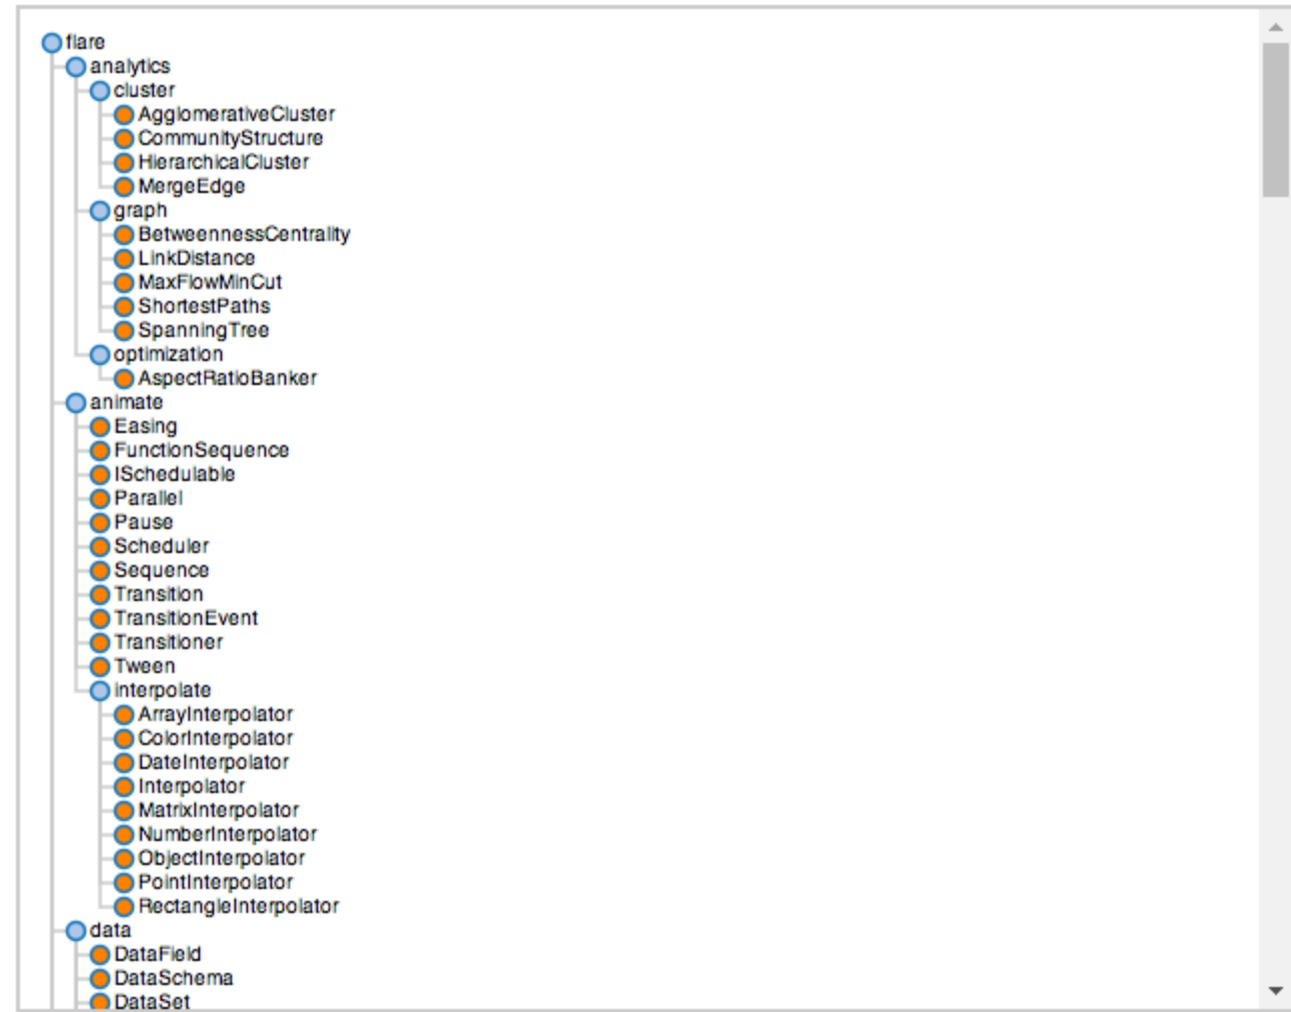 flare
analytics
cluster
AgglomerativeCluster
CommunityStructure
HierarchicalCluster
MergeEdge
graph
BetweennessCentrality
LinkDistance
MaxFlowMinCut
ShortestPaths
SpanningTree
optimization
AspectRatioBanker
animate
Easing
FunctionSequence
ISchedulable
Parallel
Pause
Scheduler
Sequence
Transition
TransitionEvent
Transitioner
Tween
interpolate
ArrayInterpolator
ColorInterpolator
DateInterpolator
Interpolator
MatrixInterpolator
NumberInterpolator
ObjectInterpolator
PointInterpolator
RectangleInterpolator
data
DataField
DataSchema
DataSet